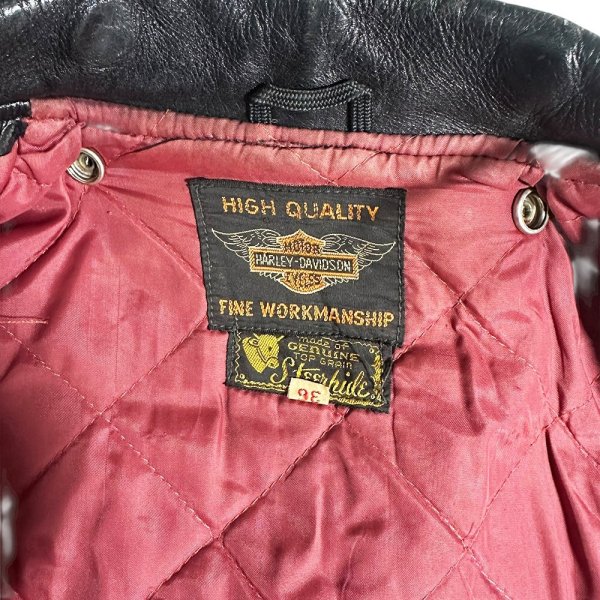 HIGH QUALITY
MOTOR
HARLEY-DAVIDSON
CYCLES
FINE WORKMANSHIP
made of
GENUINE
TOP GRAIN
Steerhide
36